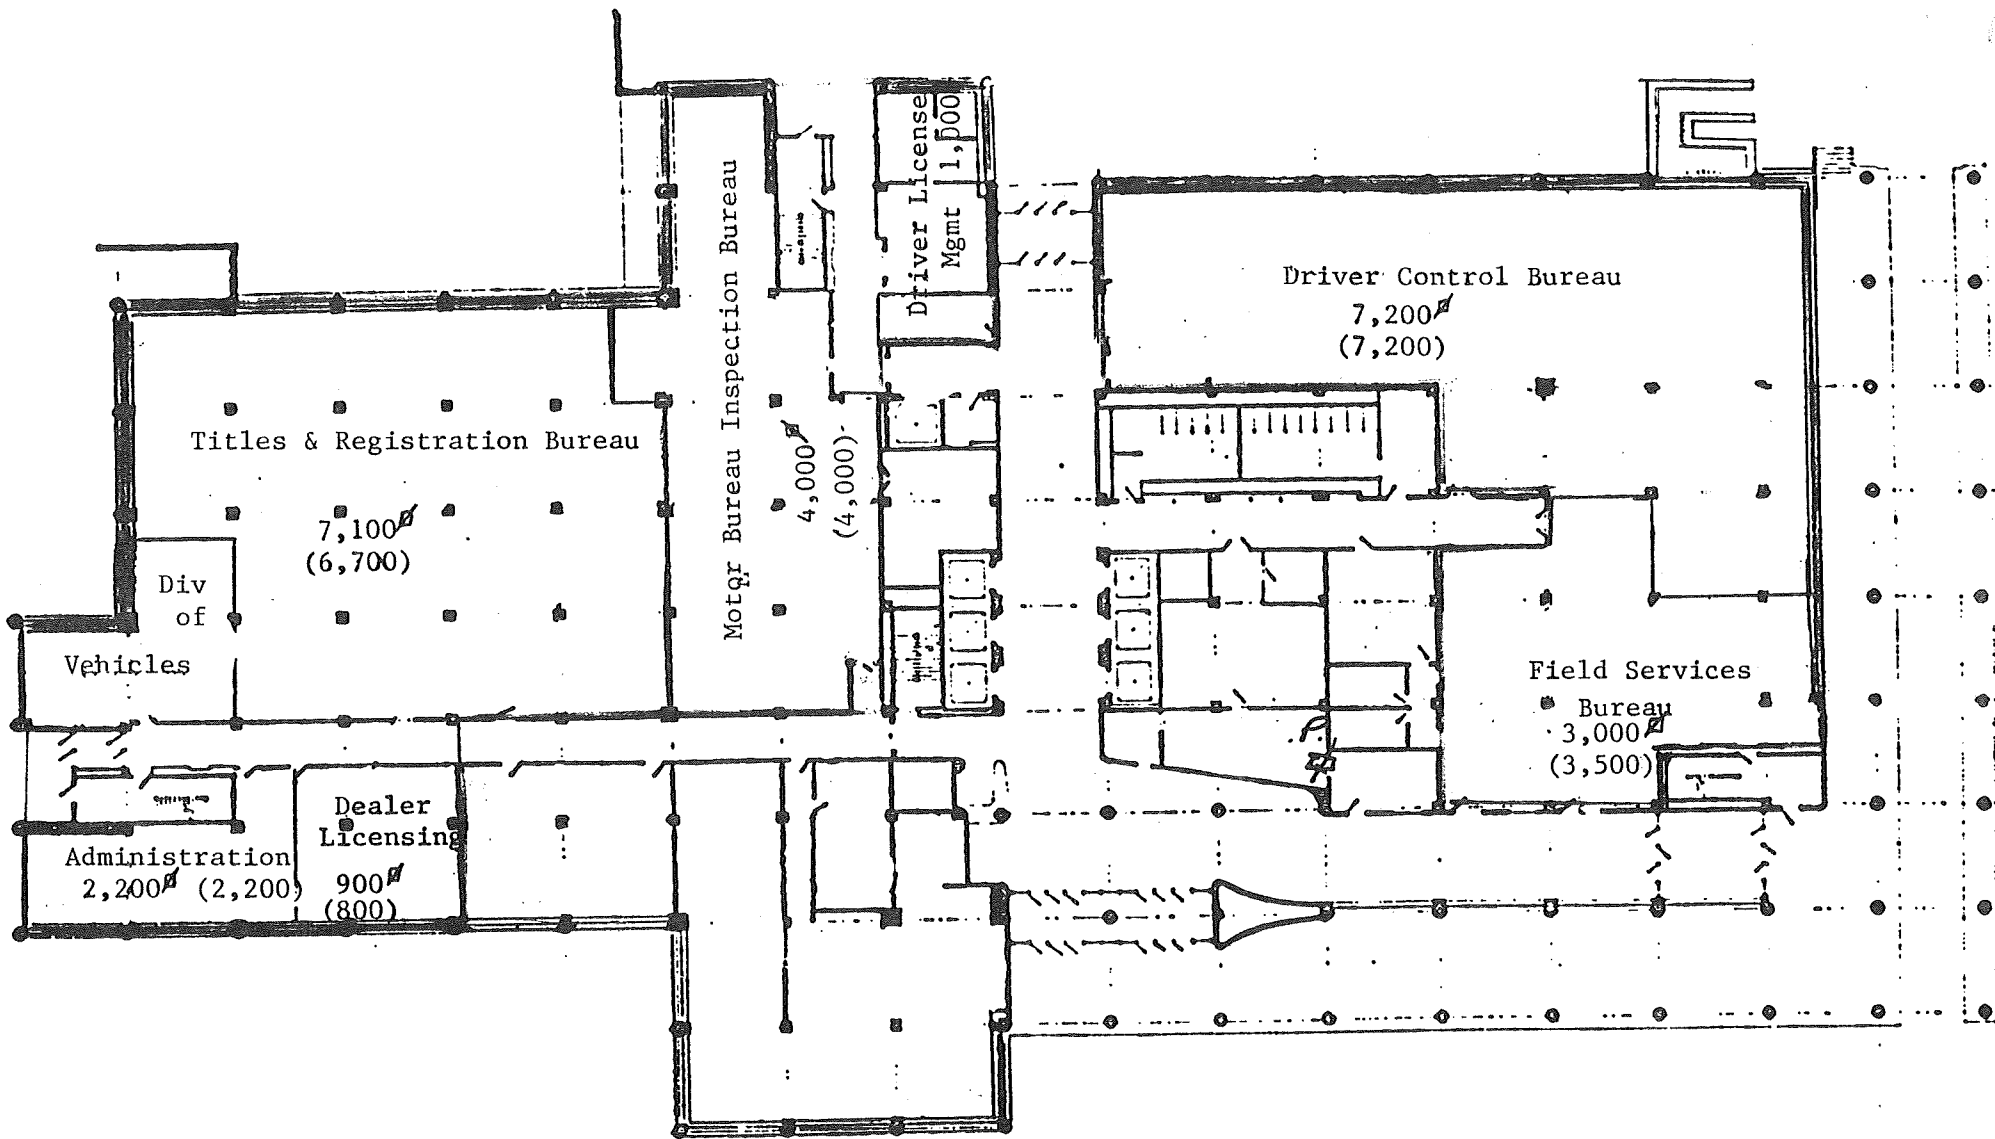 Titles & Registration Bureau
7,100⌀
(6,700)
Div
of
Vehicles
Administration
2,200⌀ (2,200)
Dealer
Licensing
900⌀
(800)
Motor Bureau Inspection Bureau
4,000⌀
(4,000)
Driver License
Mgmt 1,000
Driver Control Bureau
7,200⌀
(7,200)
Field Services
Bureau
3,000⌀
(3,500)